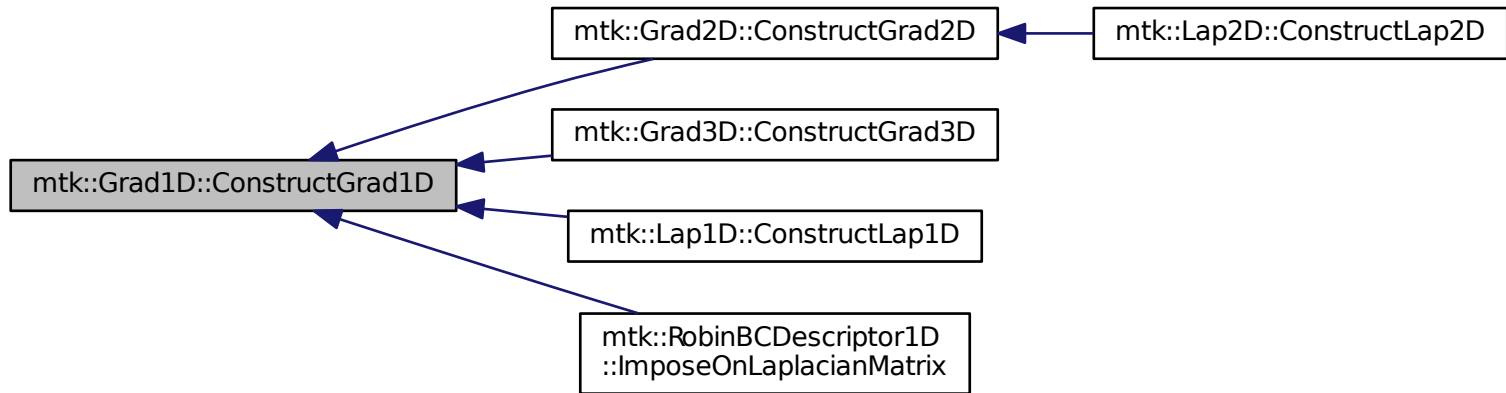 mtk::Grad2D::ConstructGrad2D
mtk::Lap2D::ConstructLap2D
mtk::Grad3D::ConstructGrad3D
mtk::Grad1D::ConstructGrad1D
mtk::Lap1D::ConstructLap1D
mtk::RobinBCDescriptor1D
::ImposeOnLaplacianMatrix